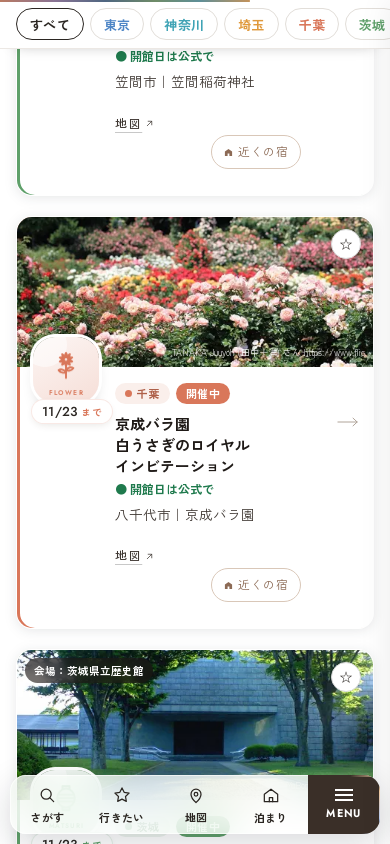 すべて
東京
神奈川
埼玉
千葉
茨城
開館日は公式で
笠間市｜笠間稲荷神社
地図
近くの宿
FLOWER
11/23 まで
千葉
開催中
京成バラ園
白うさぎのロイヤル
インビテーション
開館日は公式で
八千代市｜京成バラ園
地図
近くの宿
会場：茨城県立歴史館
さがす
行きたい
地図
泊まり
MENU